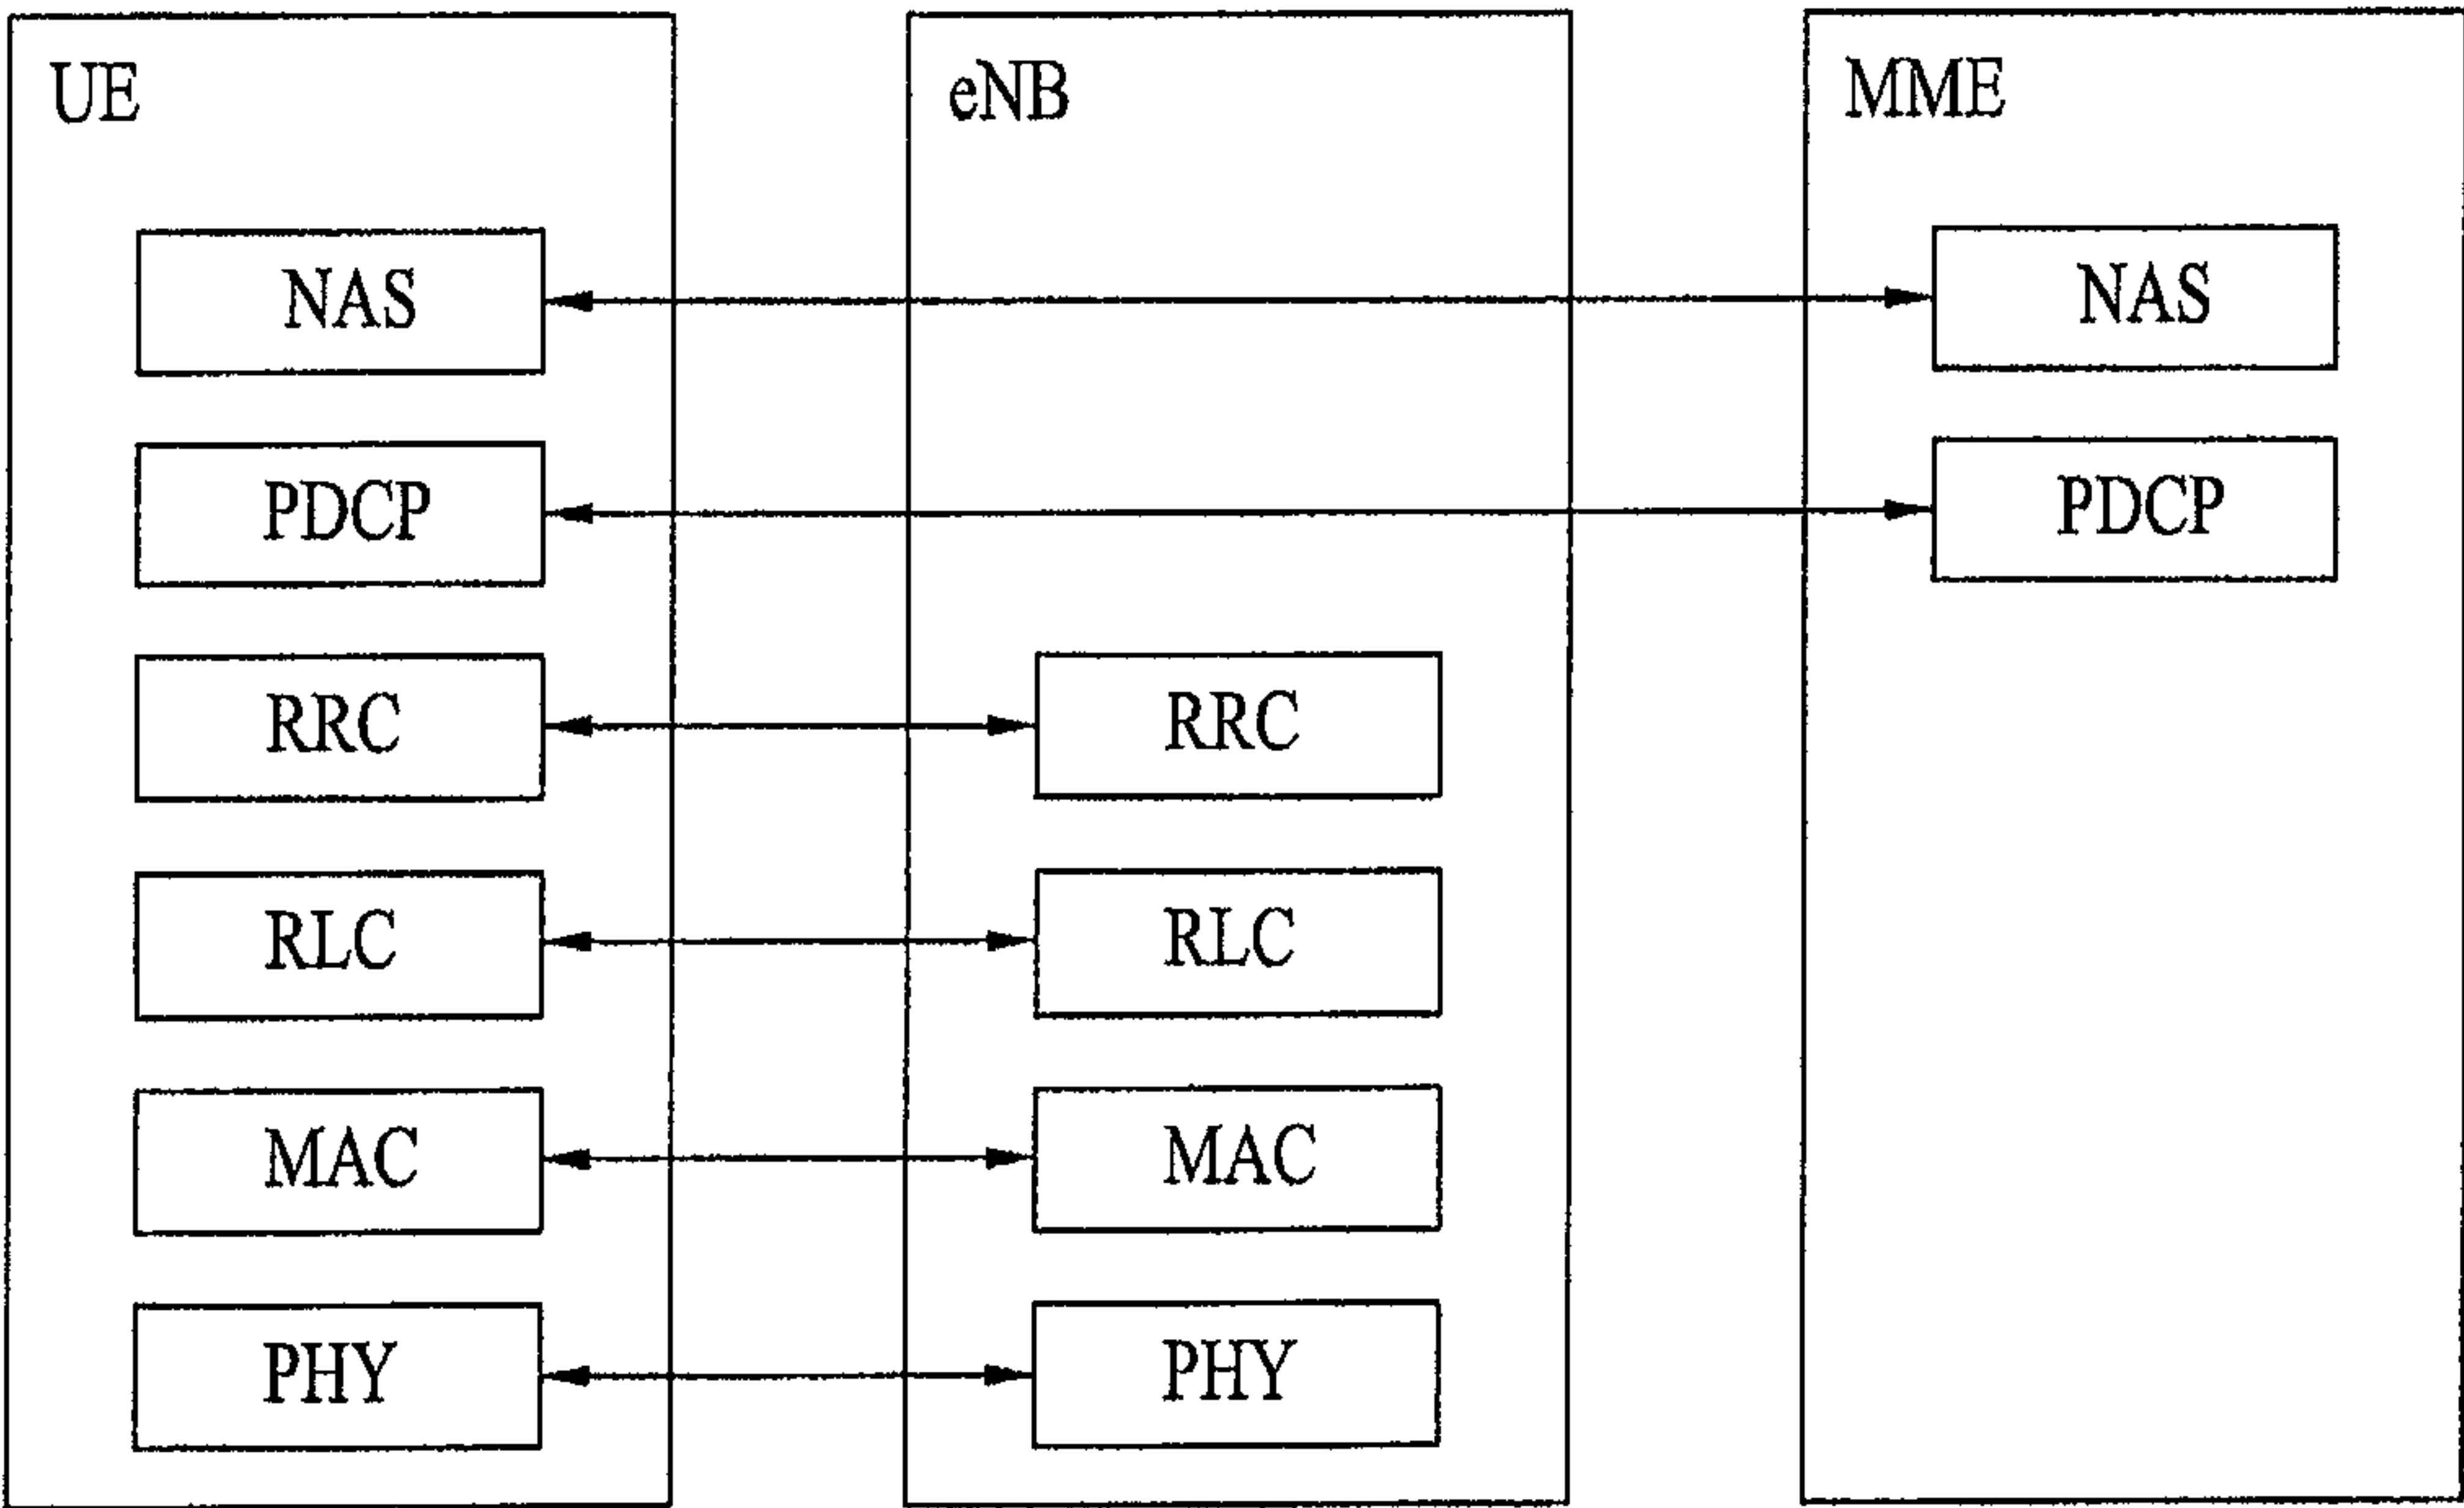 UE
eNB
MME
NAS
NAS
PDCP
PDCP
RRC
RRC
RLC
RLC
MAC
MAC
PHY
PHY